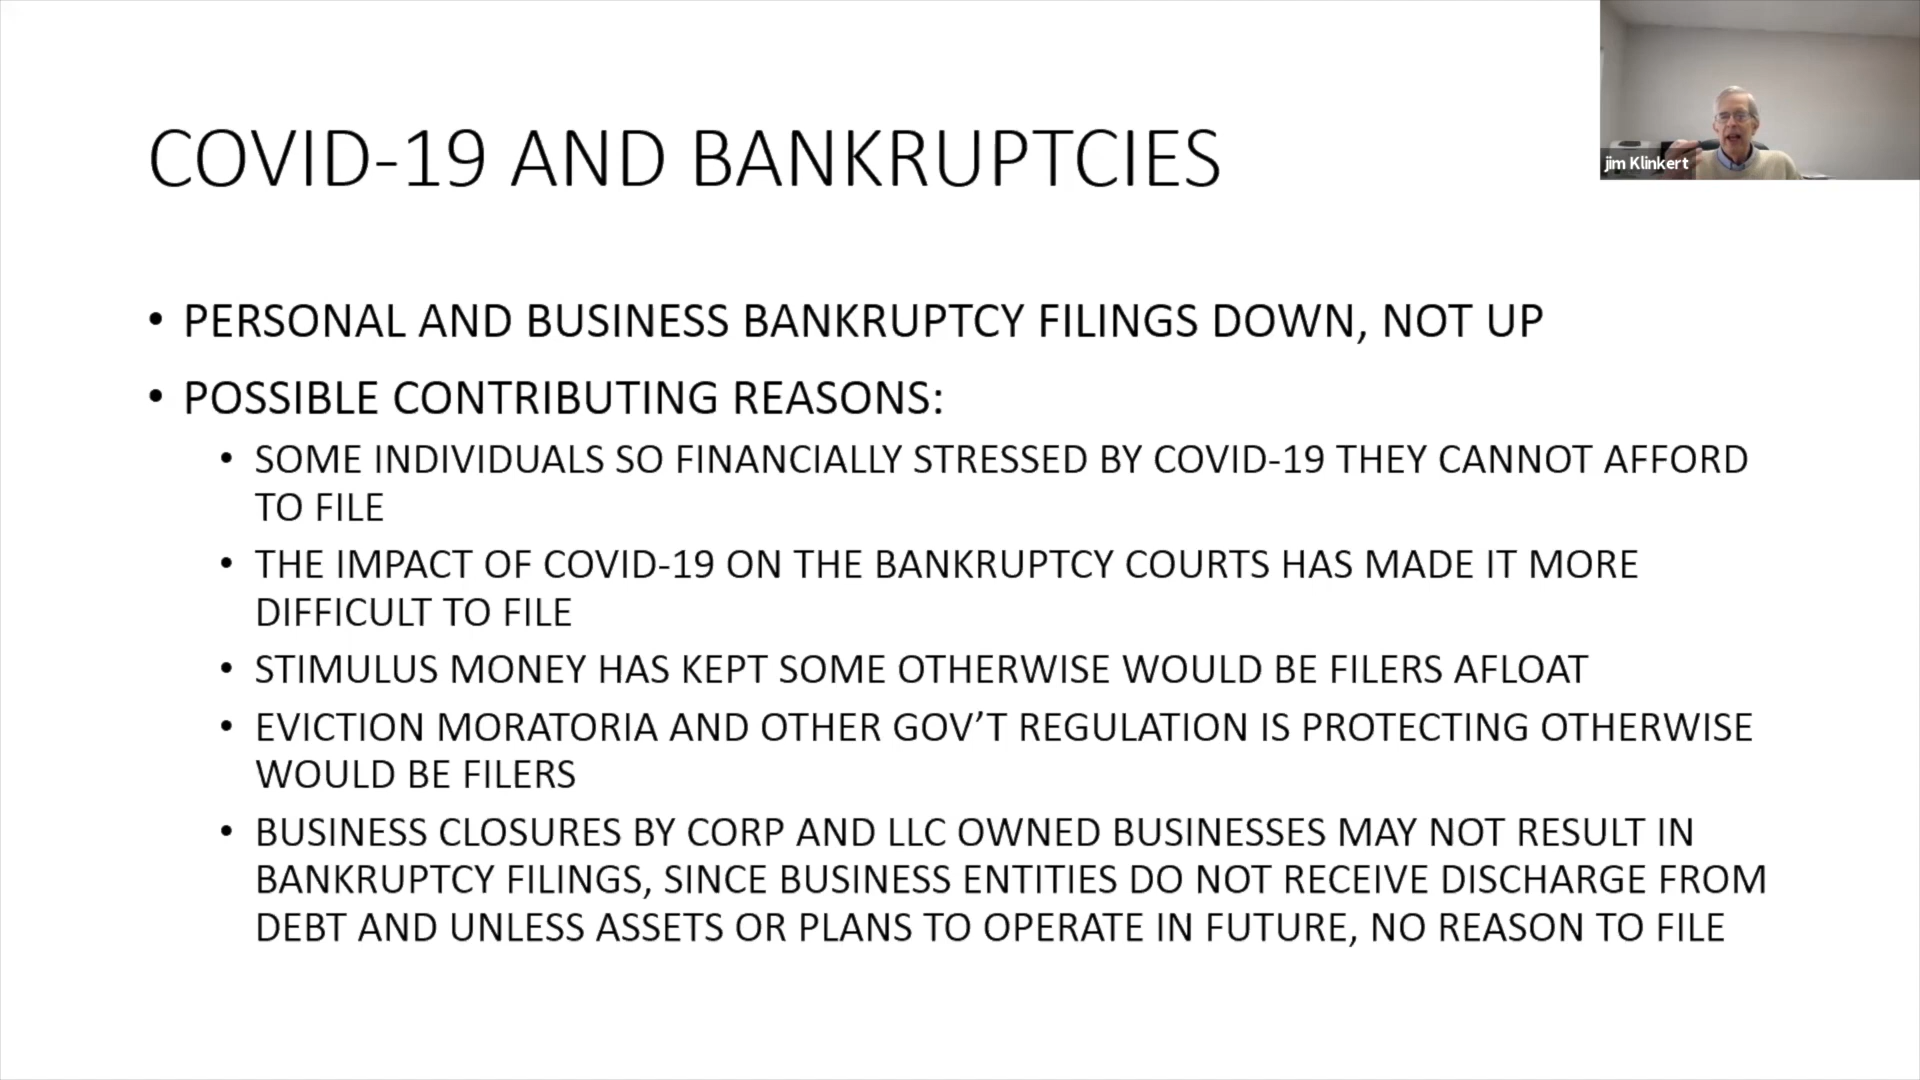 jim Klinkert
COVID-19 AND BANKRUPTCIES
• PERSONAL AND BUSINESS BANKRUPTCY FILINGS DOWN, NOT UP
• POSSIBLE CONTRIBUTING REASONS:
• SOME INDIVIDUALS SO FINANCIALLY STRESSED BY COVID-19 THEY CANNOT AFFORD
TO FILE
• THE IMPACT OF COVID-19 ON THE BANKRUPTCY COURTS HAS MADE IT MORE
DIFFICULT TO FILE
• STIMULUS MONEY HAS KEPT SOME OTHERWISE WOULD BE FILERS AFLOAT
• EVICTION MORATORIA AND OTHER GOV’T REGULATION IS PROTECTING OTHERWISE
WOULD BE FILERS
• BUSINESS CLOSURES BY CORP AND LLC OWNED BUSINESSES MAY NOT RESULT IN
BANKRUPTCY FILINGS, SINCE BUSINESS ENTITIES DO NOT RECEIVE DISCHARGE FROM
DEBT AND UNLESS ASSETS OR PLANS TO OPERATE IN FUTURE, NO REASON TO FILE